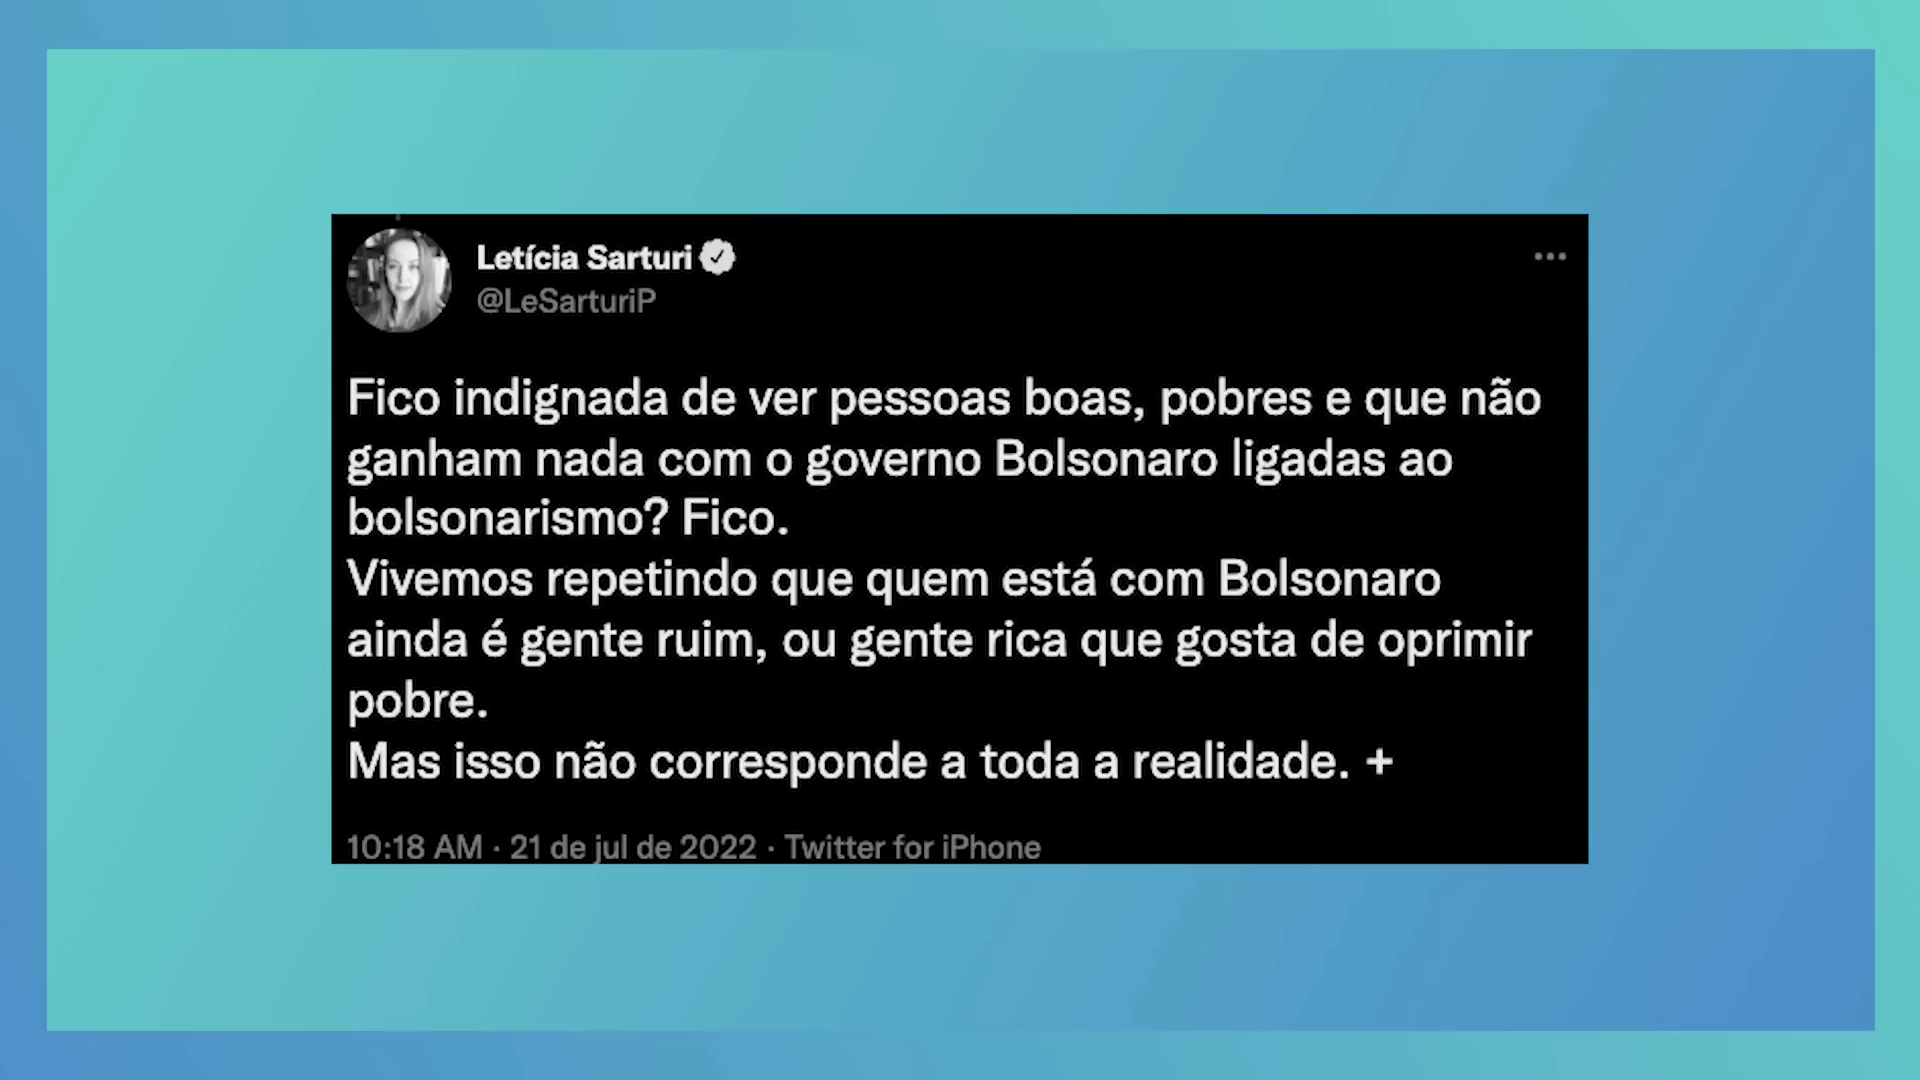 Letícia Sarturi
@LeSarturiP
Fico indignada de ver pessoas boas, pobres e que não
ganham nada com o governo Bolsonaro ligadas ao
bolsonarismo? Fico.
Vivemos repetindo que quem está com Bolsonaro
ainda é gente ruim, ou gente rica que gosta de oprimir
pobre.
Mas isso não corresponde a toda a realidade. +
10:18 AM · 21 de jul de 2022 · Twitter for iPhone